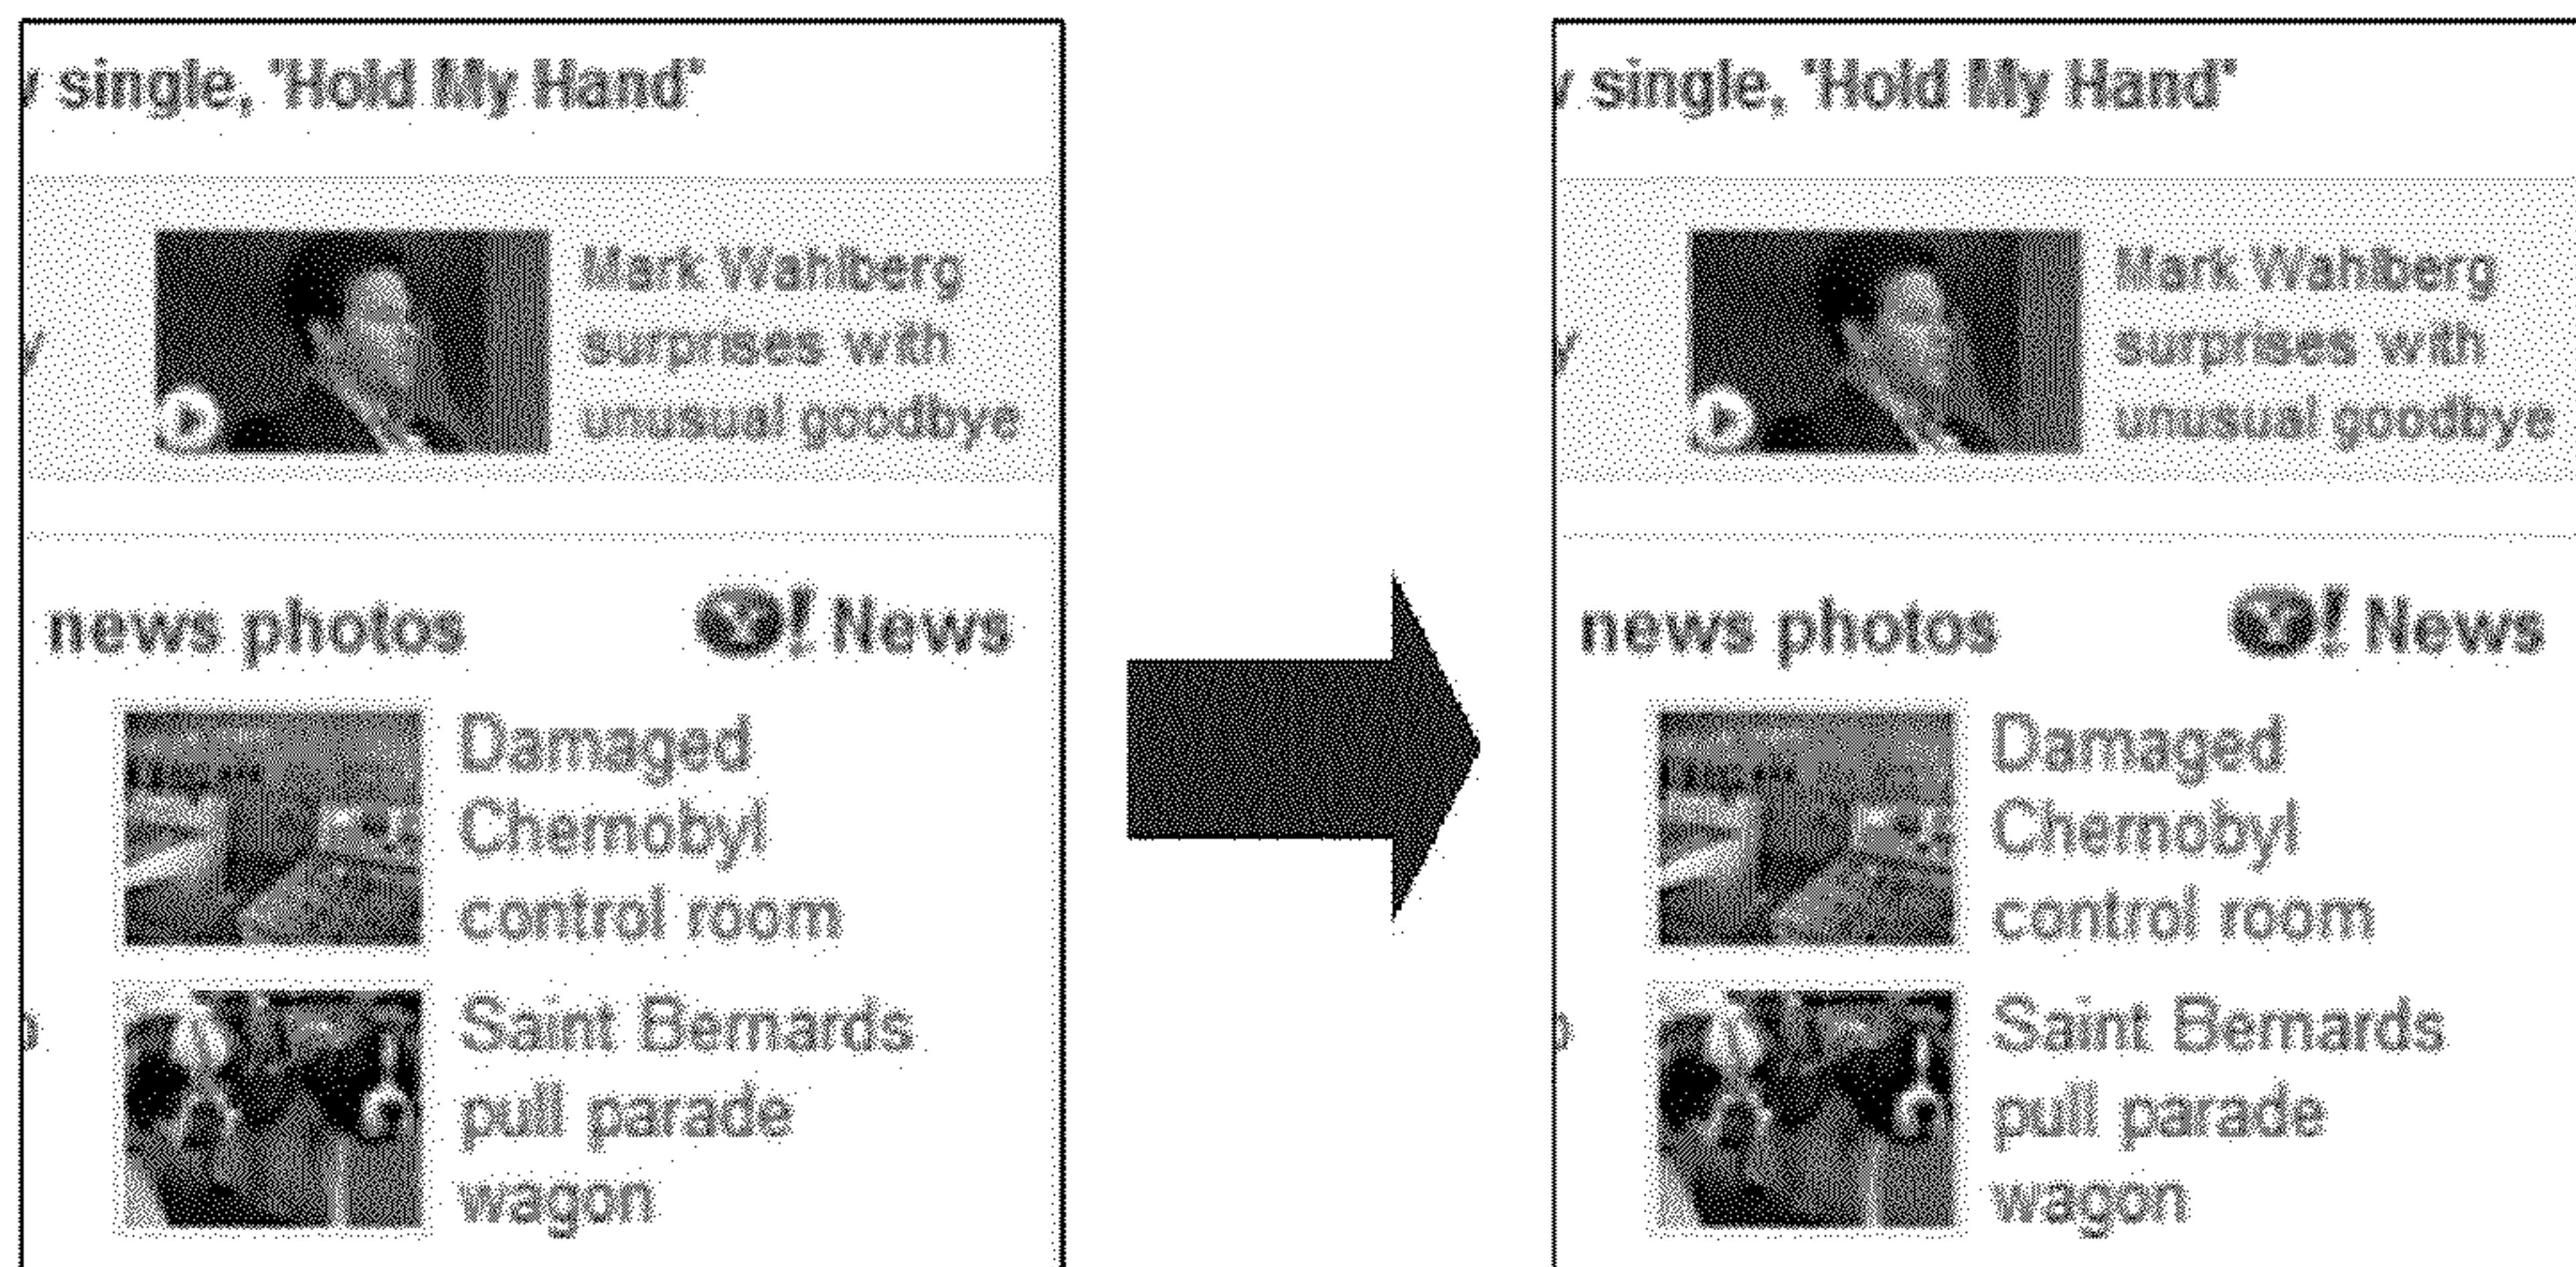 single, "Hold My Hand"
Mark Wahlberg
surprises with
unusual goodbye
y
news photos
Y! News
Damaged
Chernobyl
control room
Saint Bernards
pull parade
wagon
single, "Hold My Hand"
Mark Wahlberg
surprises with
unusual goodbye
y
news photos
Y! News
Damaged
Chernobyl
control room
Saint Bernards
pull parade
wagon